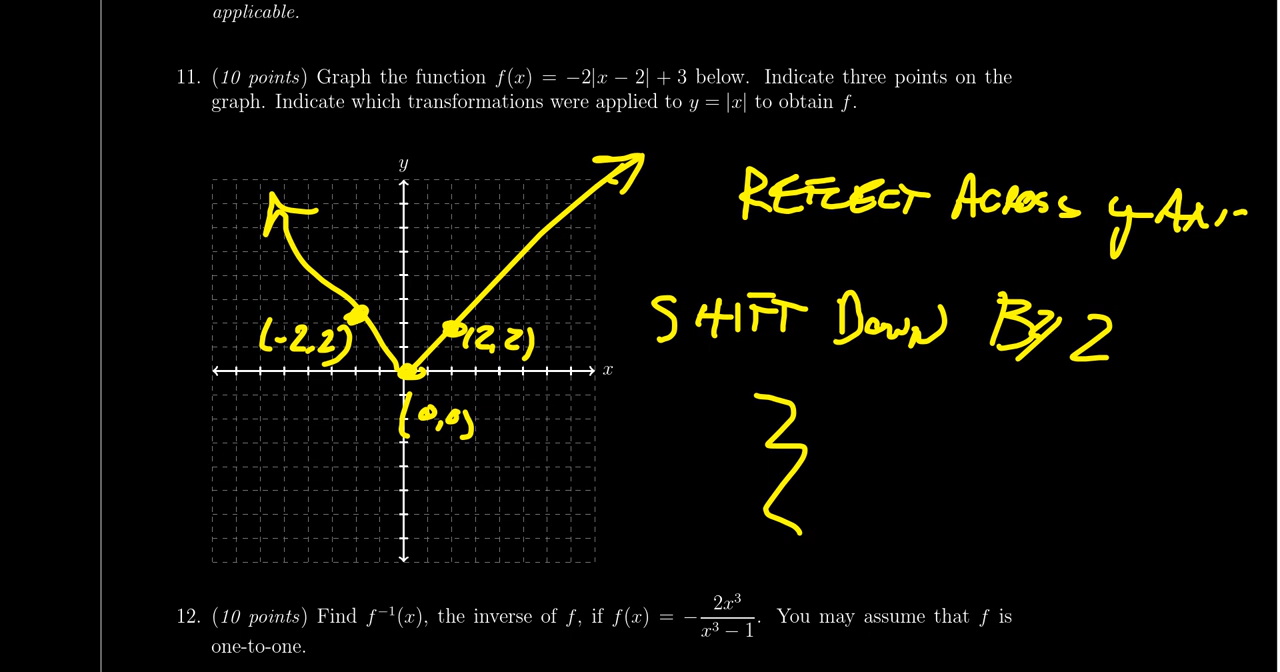 applicable.
11. (10 points) Graph the function f(x) = −2|x − 2| + 3 below. Indicate three points on the
graph. Indicate which transformations were applied to y = |x| to obtain f.
y
REFLECT ACROSS y-Axis
SHIFT DOWN By 2
(-2,2)
(2,2)
x
(0,0)
12. (10 points) Find f⁻¹(x), the inverse of f, if f(x) = −2x³/(x³ − 1). You may assume that f is
one-to-one.